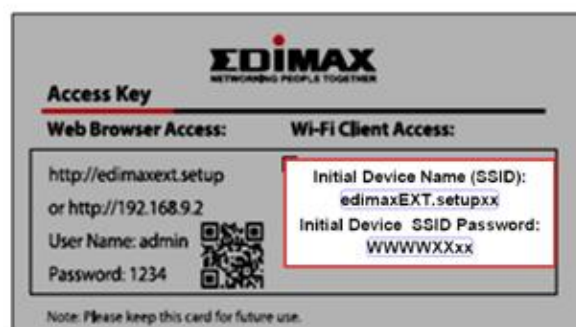 EDIMAX
NETWORKING PEOPLE TOGETHER
Access Key
Web Browser Access:
Wi-Fi Client Access:
http://edimaxext.setup
or http://192.168.9.2
User Name: admin
Password: 1234
Initial Device Name (SSID):
edimaxEXT.setupxx
Initial Device SSID Password:
WWWWXXxx
Note: Please keep this card for future use.